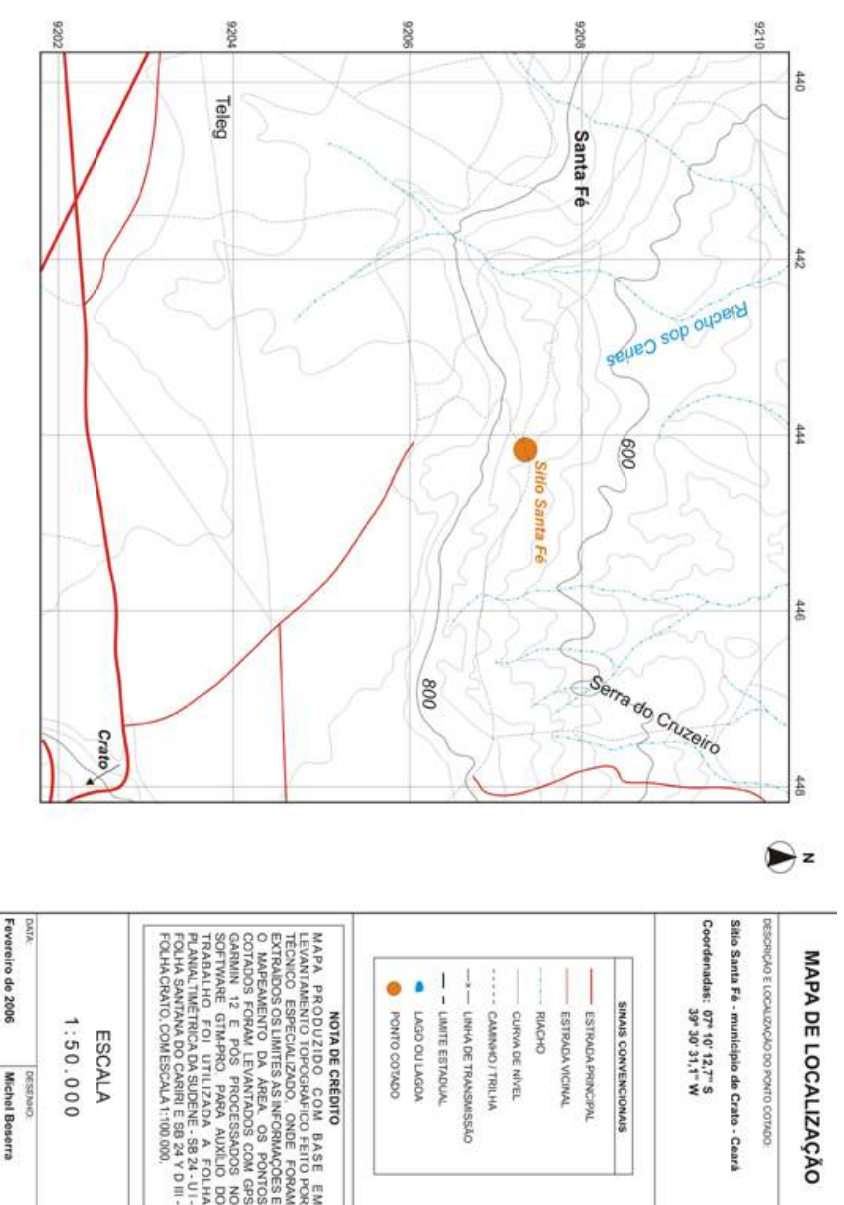 440
442
444
446
448
9210
9208
9206
9204
9202
Santa Fé
Riacho dos Carias
600
Sítio Santa Fé
Serra do Cruzeiro
800
Teleg
Crato
N
MAPA DE LOCALIZAÇÃO
DESCRIÇÃO E LOCALIZAÇÃO DO PONTO COTADO:
Sítio Santa Fé - município de Crato - Ceará
Coordenadas: 07º 10' 12,7'' S
39º 30' 31,1'' W
SINAIS CONVENCIONAIS
ESTRADA PRINCIPAL
ESTRADA VICINAL
RIACHO
CURVA DE NÍVEL
CAMINHO / TRILHA
LINHA DE TRANSMISSÃO
LIMITE ESTADUAL
LAGO OU LAGOA
PONTO COTADO
NOTA DE CRÉDITO
MAPA PRODUZIDO COM BASE EM
LEVANTAMENTO TOPOGRÁFICO FEITO POR
TÉCNICO ESPECIALIZADO, ONDE FORAM
EXTRAÍDOS OS LIMITES AS INFORMAÇÕES E
O MAPEAMENTO DA ÁREA. OS PONTOS
COTADOS FORAM LEVANTADOS COM GPS
GARMIN 12 E PÓS PROCESSADOS NO
SOFTWARE GTM-PRO. PARA AUXÍLIO DO
TRABALHO FOI UTILIZADA A FOLHA
PLANIALTIMÉTRICA DA SUDENE - SB 24 - U I -
FOLHA SANTANA DO CARIRI E SB 24 Y D III -
FOLHA CRATO, COM ESCALA 1:100.000.
ESCALA
1:50.000
DATA:
Fevereiro de 2006
DESENHO:
Michel Beserra